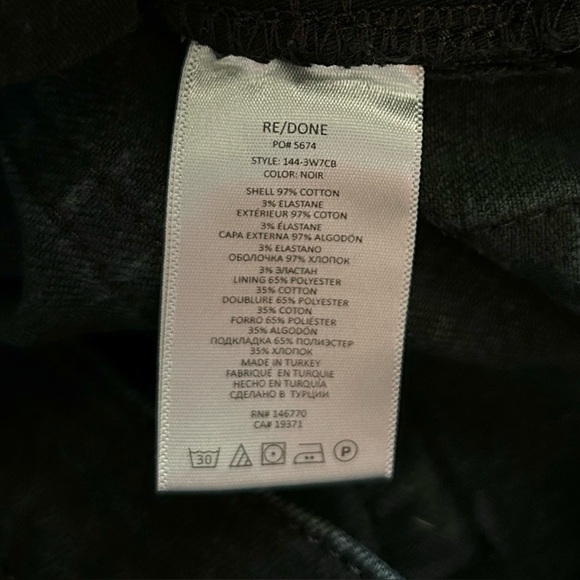 RE/DONE
PO# 5674
STYLE: 144-3W7CB
COLOR: NOIR
SHELL 97% COTTON
3% ELASTANE
EXTÉRIEUR 97% COTON
3% ÉLASTANE
CAPA EXTERNA 97% ALGODÓN
3% ELASTANO
ОБОЛОЧКА 97% ХЛОПОК
3% ЭЛАСТАН
LINING 65% POLYESTER
35% COTTON
DOUBLURE 65% POLYESTER
35% COTON
FORRO 65% POLIÉSTER
35% ALGODÓN
ПОДКЛАДКА 65% ПОЛИЭСТЕР
35% ХЛОПОК
MADE IN TURKEY
FABRIQUÉ EN TURQUIE
HECHO EN TURQUÍA
СДЕЛАНО В ТУРЦИИ
RN# 146770
CA# 19371
30 P